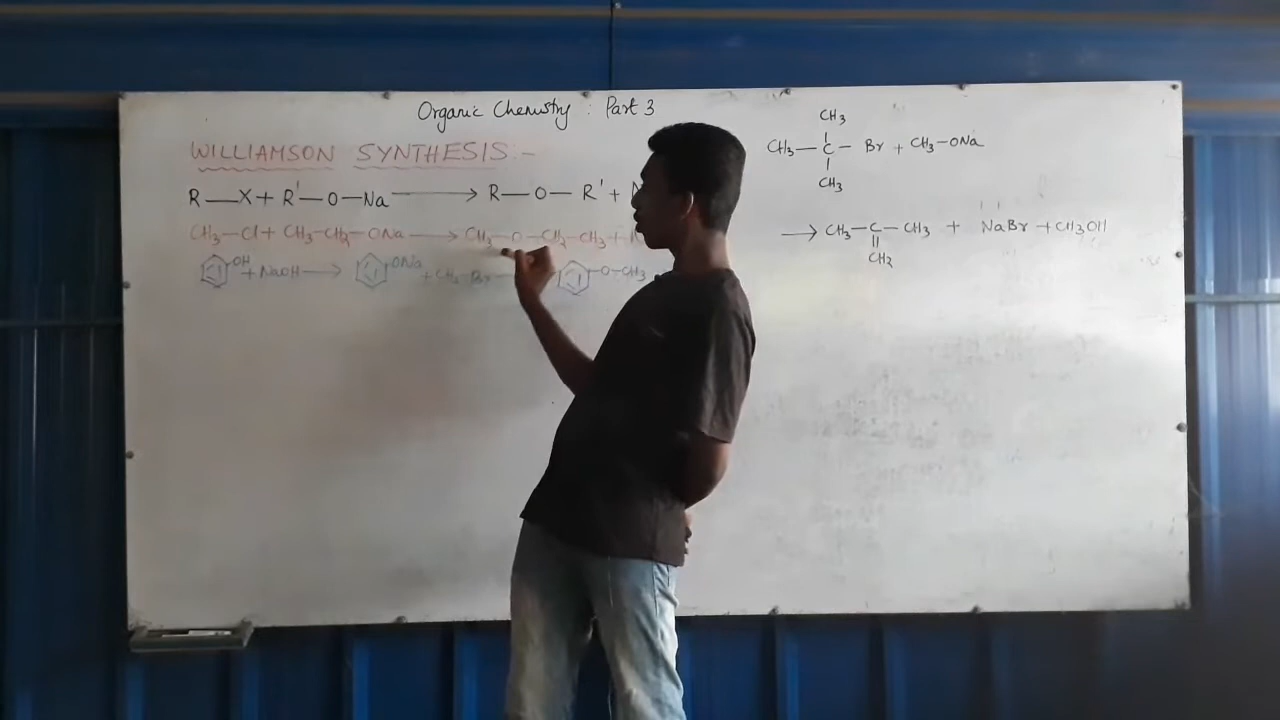 Organic Chemistry : Part 3
WILLIAMSON SYNTHESIS:-
R—X + R'—O—Na ⟶ R—O—R' + N
CH3—Cl + CH3—CH2—ONa ⟶ CH3—O—CH2—CH3 +
OH + NaOH ⟶ ONa + CH3 Br — O—CH3
CH3
CH3—C—Br + CH3—ONa
CH3
⟶ CH3—C—CH3 + NaBr + CH3OH
CH2